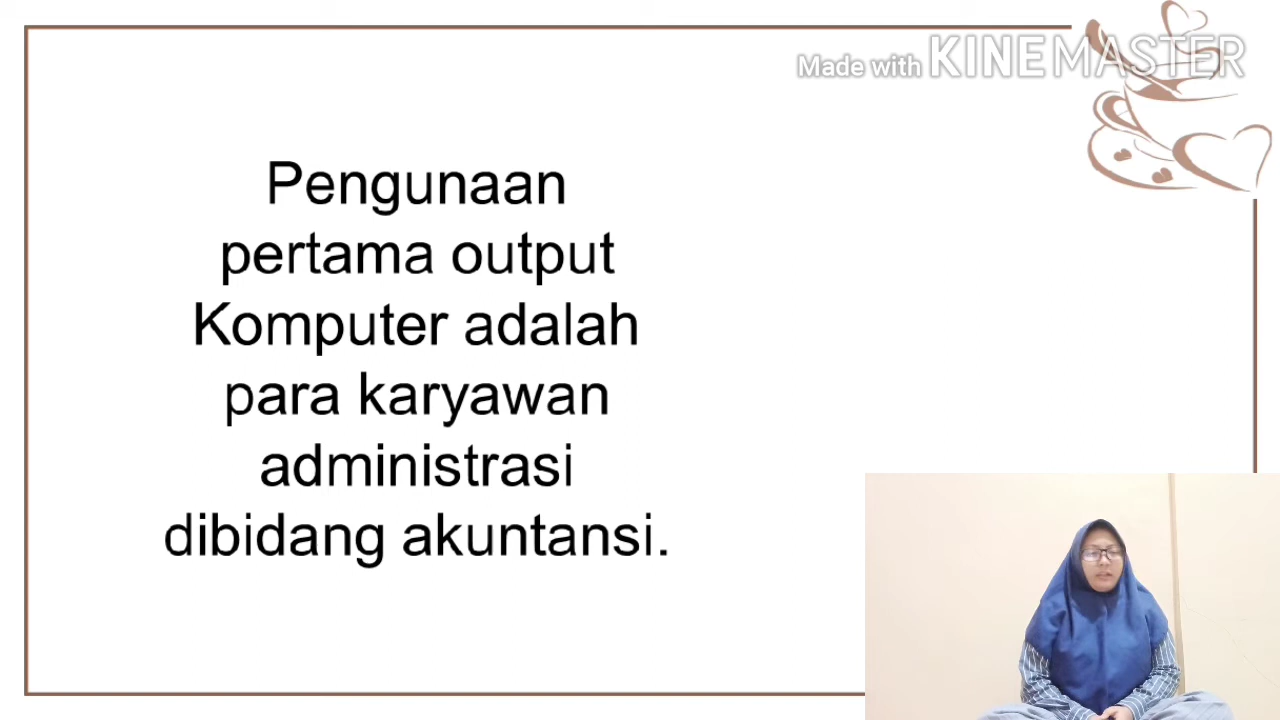 Made with KINEMASTER
Pengunaan
pertama output
Komputer adalah
para karyawan
administrasi
dibidang akuntansi.